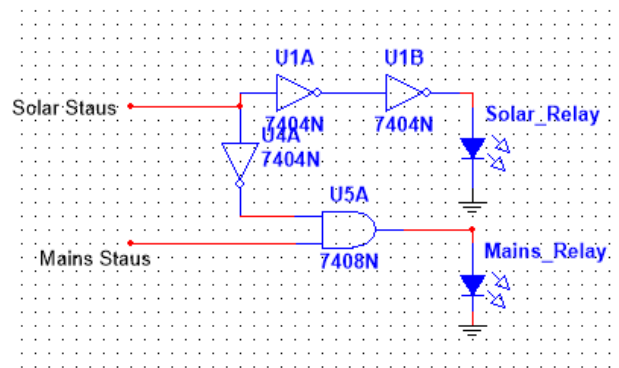 U1A
U1B
Solar Staus
7404N
7404N
Solar_Relay
U4A
7404N
U5A
Mains Staus
7408N
Mains_Relay